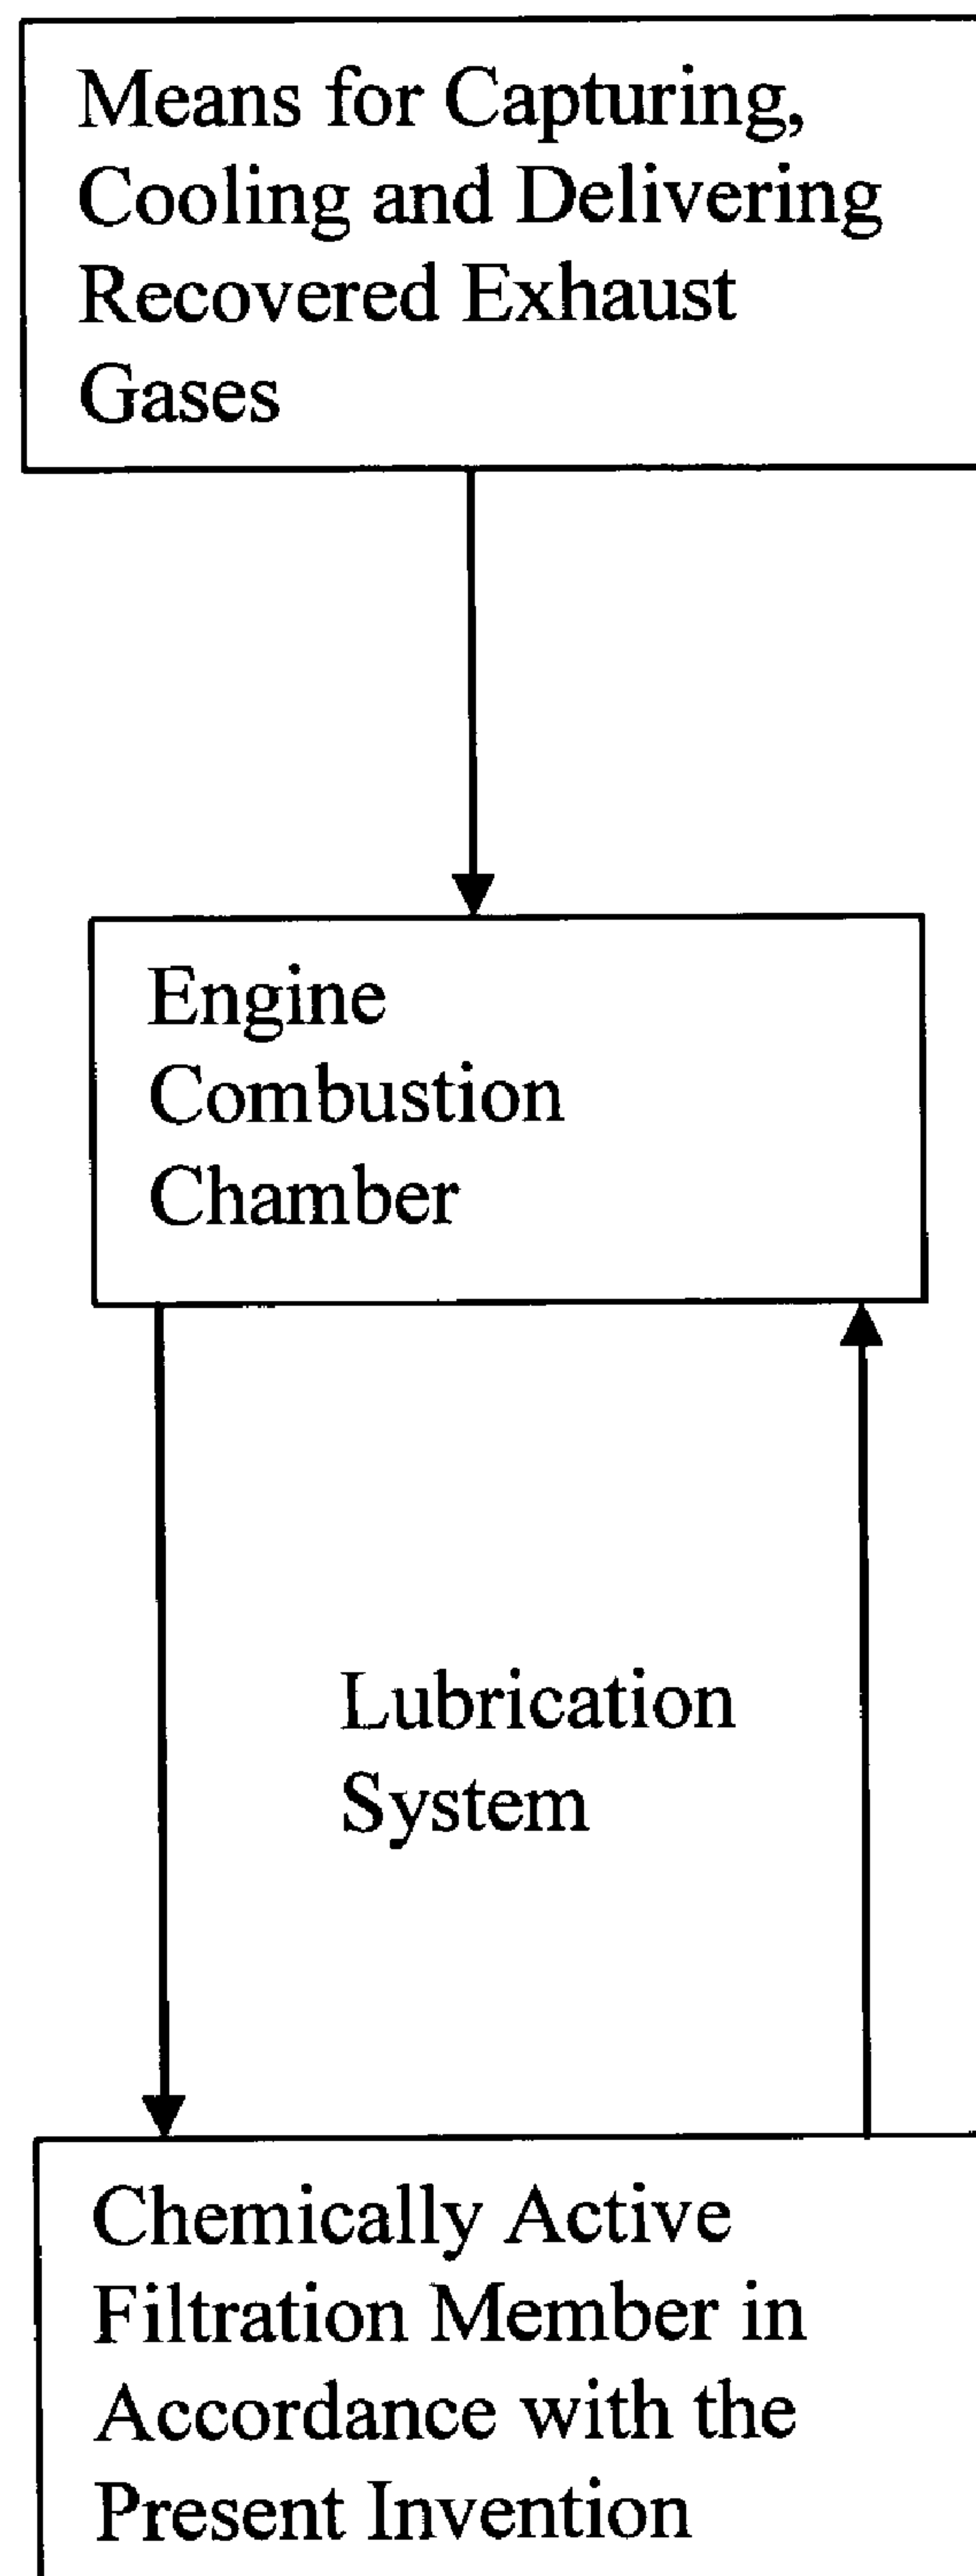 Means for Capturing,
Cooling and Delivering
Recovered Exhaust
Gases
Engine
Combustion
Chamber
Lubrication
System
Chemically Active
Filtration Member in
Accordance with the
Present Invention